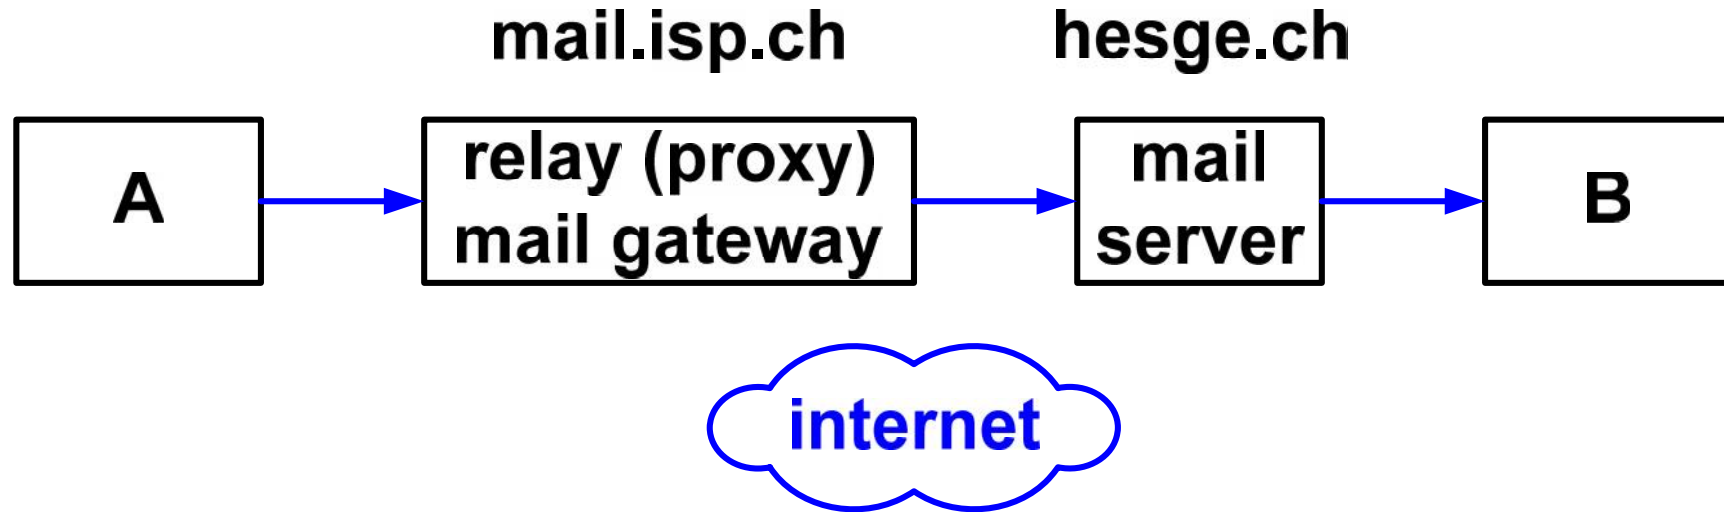 mail.isp.ch
hesge.ch
A
relay (proxy)
mail gateway
mail
server
B
internet